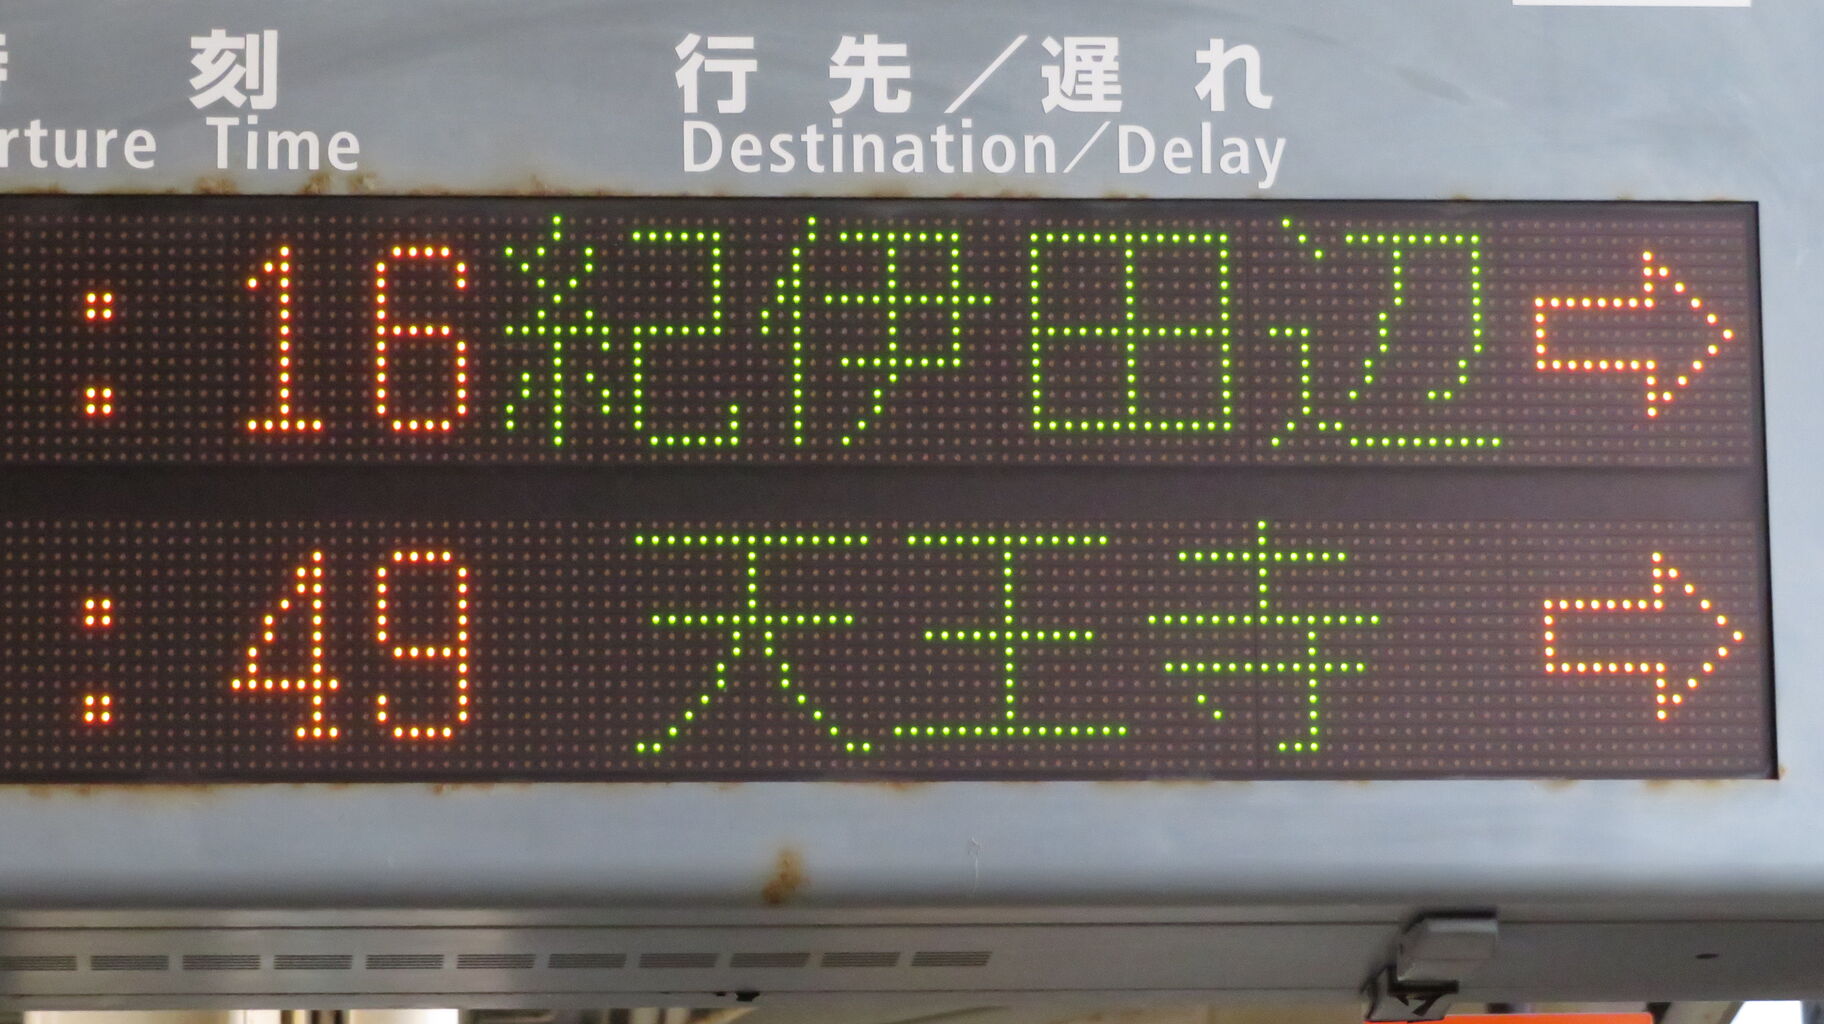 刻 行先／遅れ
rture Time Destination／Delay
:16 紀伊田辺 ⇨
:49 天王寺 ⇨